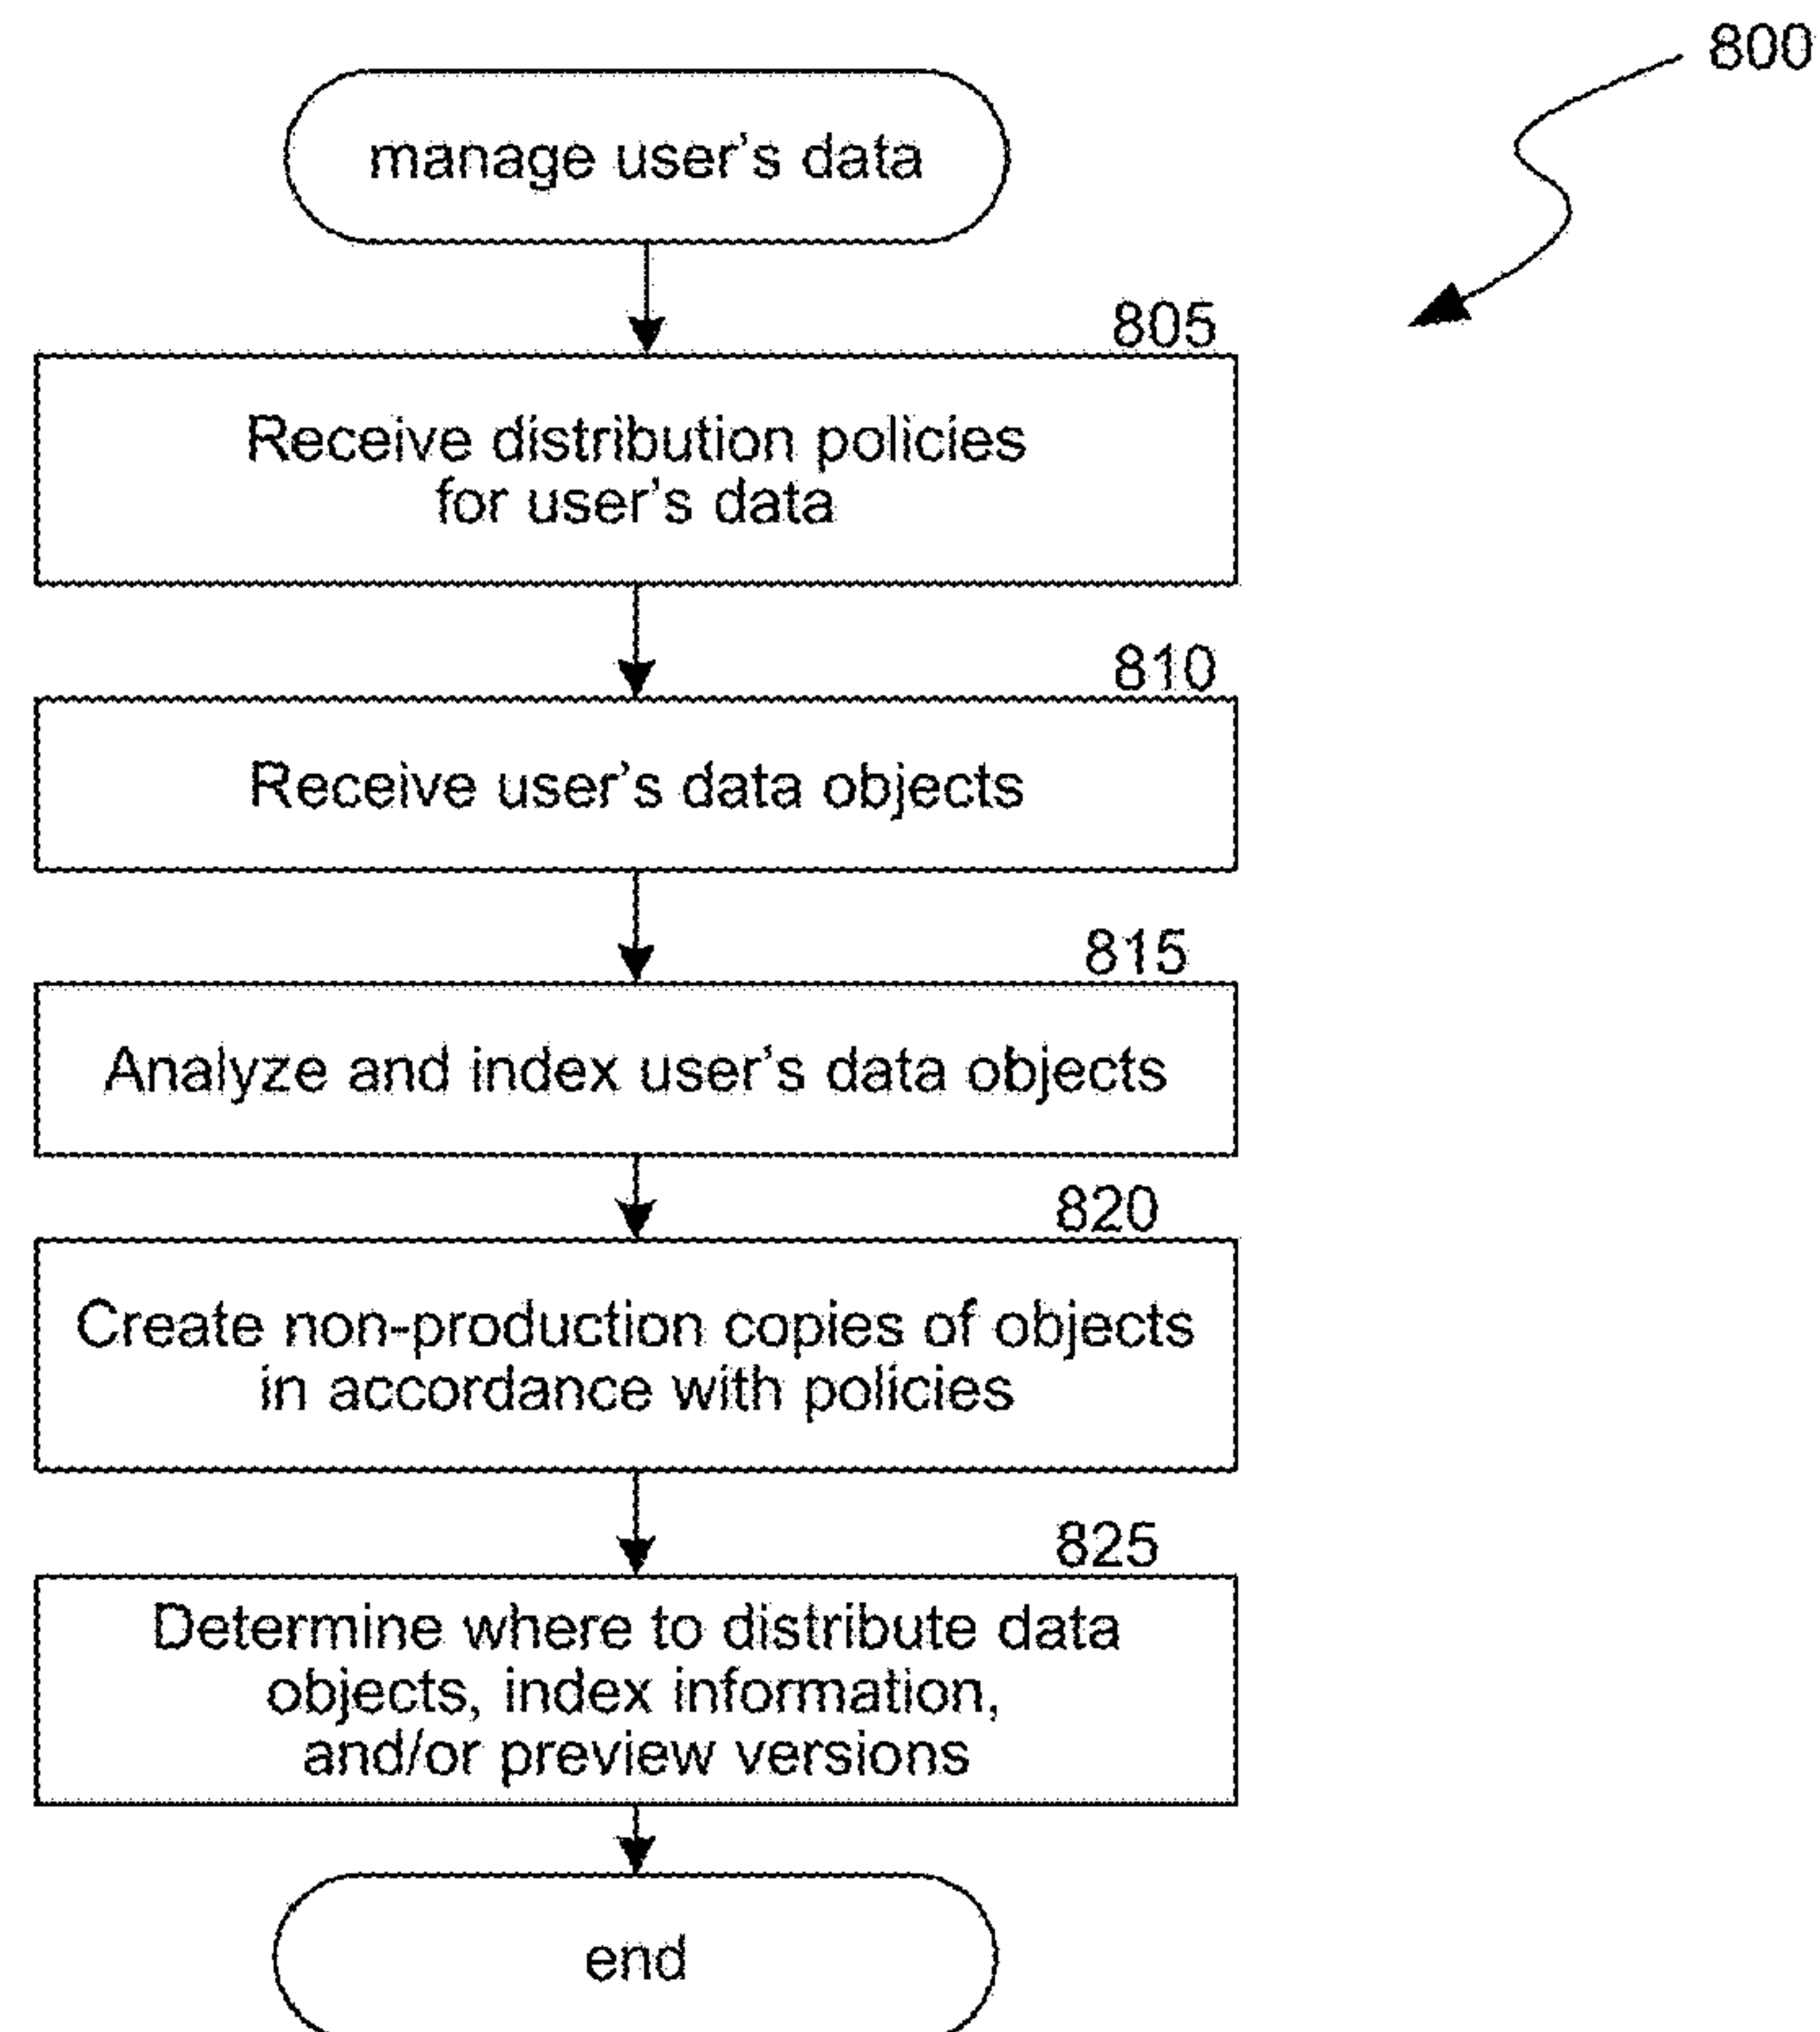 800
manage user's data
805
Receive distribution policies
for user's data
810
Receive user's data objects
815
Analyze and index user's data objects
820
Create non-production copies of objects
in accordance with policies
825
Determine where to distribute data
objects, index information,
and/or preview versions
end